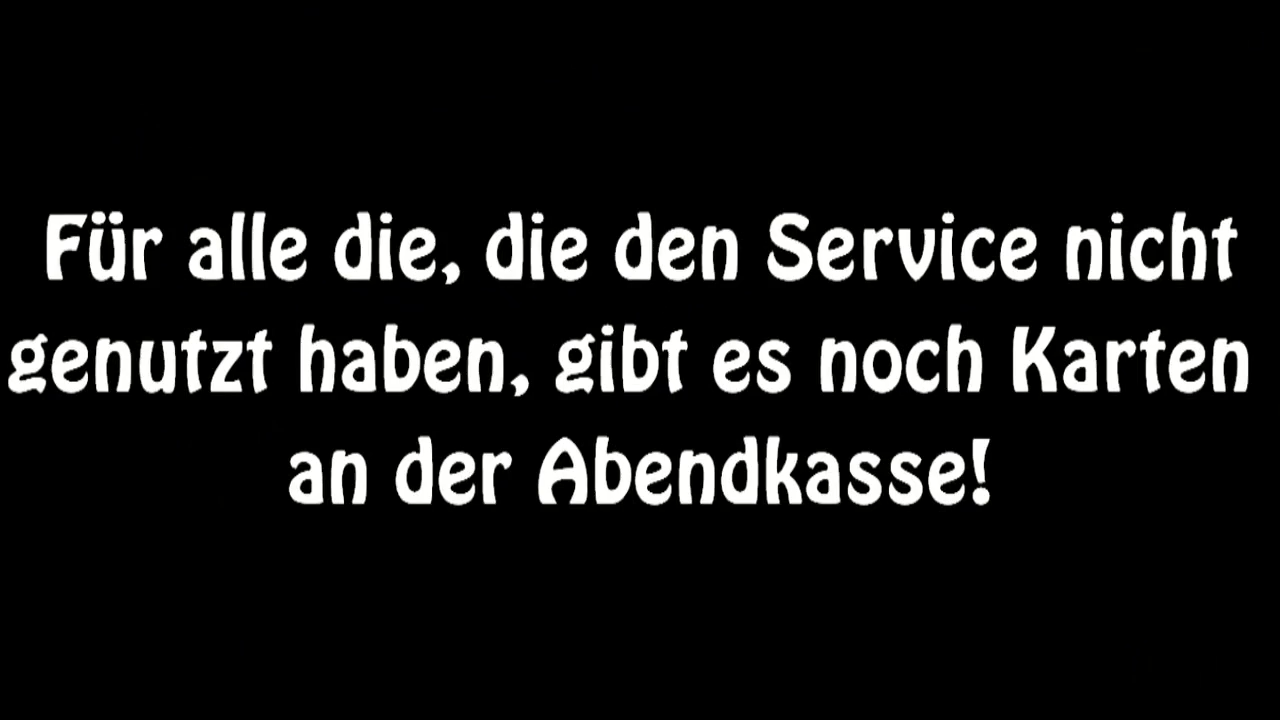 Für alle die, die den Service nicht
genutzt haben, gibt es noch Karten
an der Abendkasse!